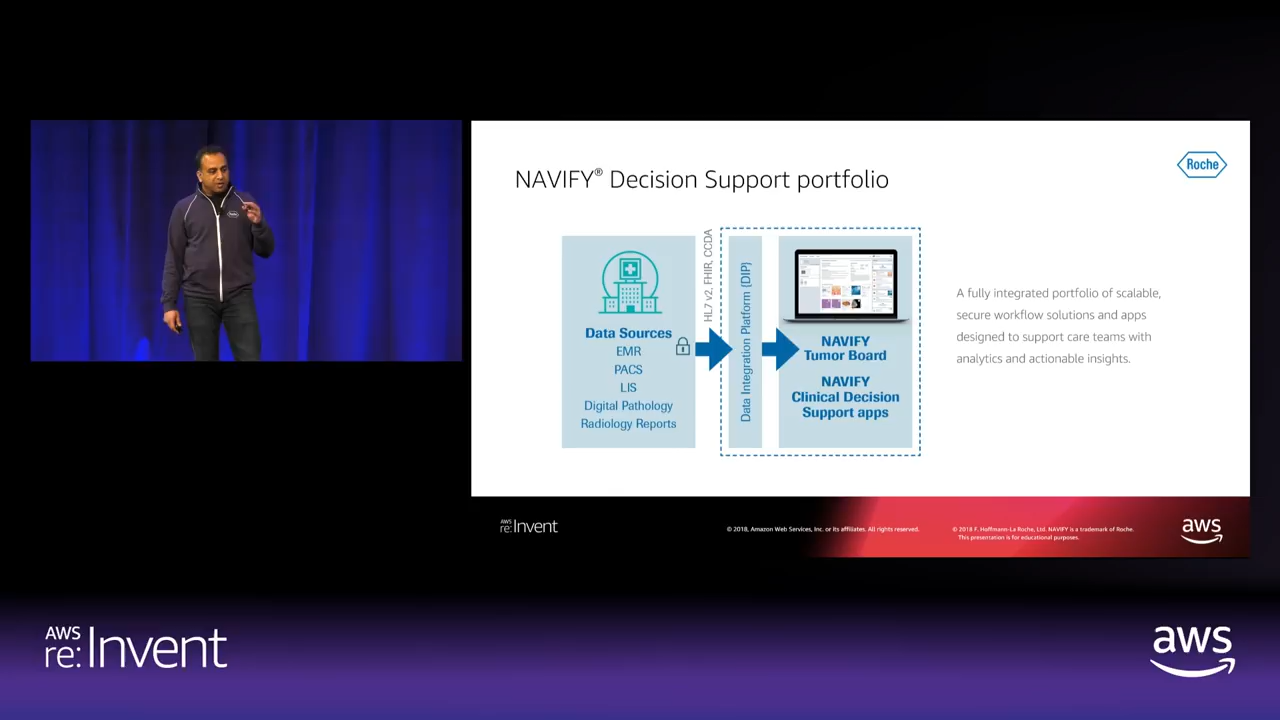 NAVIFY® Decision Support portfolio
Roche
Roche
Data Sources
EMR
PACS
LIS
Digital Pathology
Radiology Reports
HL7 v2, FHIR, CCDA
Data Integration Platform (DIP)
NAVIFY
Tumor Board
NAVIFY
Clinical Decision
Support apps
A fully integrated portfolio of scalable,
secure workflow solutions and apps
designed to support care teams with
analytics and actionable insights.
AWS
re:Invent
© 2018, Amazon Web Services, Inc. or its affiliates. All rights reserved.
© 2018 F. Hoffmann-La Roche, Ltd. NAVIFY is a trademark of Roche.
This presentation is for educational purposes.
aws
AWS
re:Invent
aws